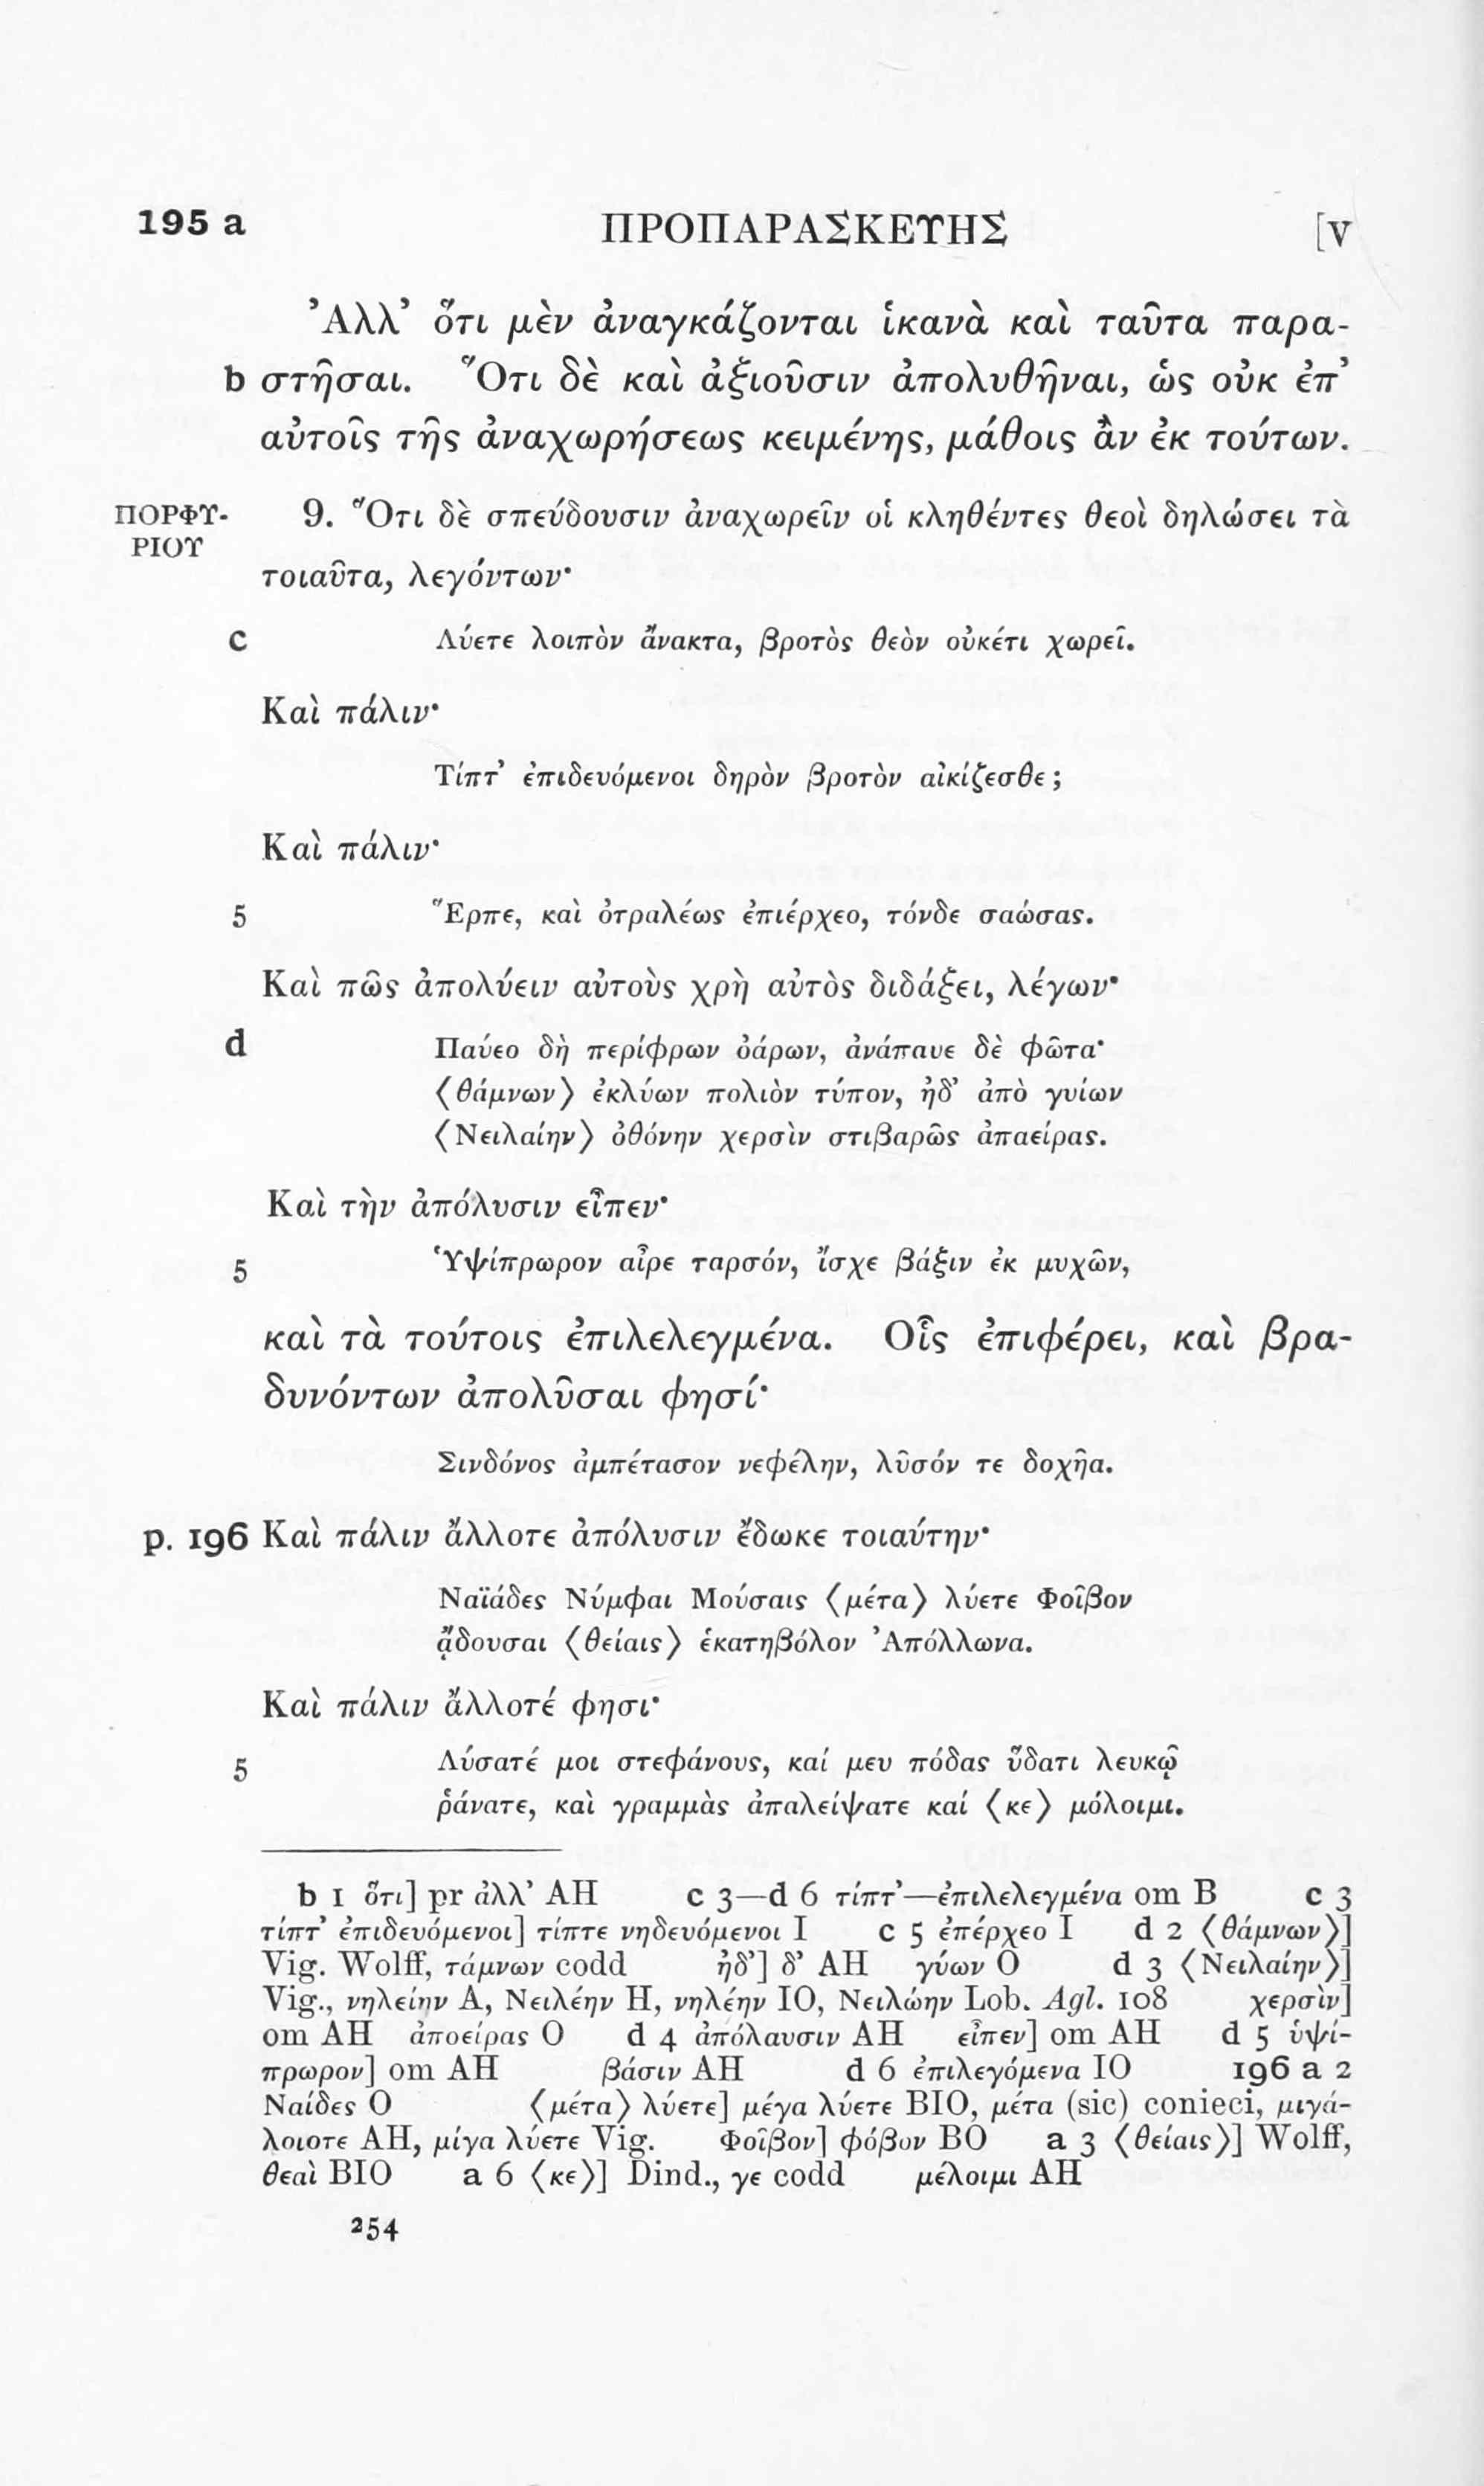 195 a ΠΡΟΠΑΡΑΣΚΕΥΗΣ [V
Ἀλλ’ ὅτι μὲν ἀναγκάζονται ἱκανὰ καὶ ταῦτα παρα-
b στῆσαι. Ὅτι δὲ καὶ ἀξιοῦσιν ἀπολυθῆναι, ὡς οὐκ ἐπ’
αὐτοῖς τῆς ἀναχωρήσεως κειμένης, μάθοις ἂν ἐκ τούτων.
ΠΟΡΦΥ- 9. Ὅτι δὲ σπεύδουσιν ἀναχωρεῖν οἱ κληθέντες θεοὶ δηλώσει τὰ
ΡΙΟΥ
τοιαῦτα, λεγόντων·
c Λύετε λοιπὸν ἄνακτα, βροτὸς θεὸν οὐκέτι χωρεῖ.
Καὶ πάλιν·
Τίπτ’ ἐπιδευόμενοι δηρὸν βροτὸν αἰκίζεσθε;
Καὶ πάλιν·
5 Ἕρπε, καὶ ὀτραλέως ἐπιέρχεο, τόνδε σαώσας.
Καὶ πῶς ἀπολύειν αὐτοὺς χρὴ αὐτὸς διδάξει, λέγων·
d Παύεο δὴ περίφρων ὀάρων, ἀνάπαυε δὲ φῶτα·
⟨θάμνων⟩ ἐκλύων πολιὸν τύπον, ἠδ’ ἀπὸ γυίων
⟨Νειλαίην⟩ ὀθόνην χερσὶν στιβαρῶς ἀπαείρας.
Καὶ τὴν ἀπόλυσιν εἶπεν·
5 Ὑψίπρωρον αἶρε ταρσόν, ἴσχε βάξιν ἐκ μυχῶν,
καὶ τὰ τούτοις ἐπιλελεγμένα. Οἷς ἐπιφέρει, καὶ βρα-
δυνόντων ἀπολῦσαι φησί·
Σινδόνος ἀμπέτασον νεφέλην, λῦσόν τε δοχῆα.
p. 196 Καὶ πάλιν ἄλλοτε ἀπόλυσιν ἔδωκε τοιαύτην·
Ναϊάδες Νύμφαι Μούσαις ⟨μέτα⟩ λύετε Φοῖβον
ᾄδουσαι ⟨θείαις⟩ ἑκατηβόλον Ἀπόλλωνα.
Καὶ πάλιν ἄλλοτέ φησι·
5 Λύσατέ μοι στεφάνους, καί μευ πόδας ὕδατι λευκῷ
ῥάνατε, καὶ γραμμὰς ἀπαλείψατε καί ⟨κε⟩ μόλοιμι.
b 1 ὅτι] pr ἀλλ’ AH c 3—d 6 τίπτ’—ἐπιλελεγμένα om B c 3
τίπτ’ ἐπιδευόμενοι] τίπτε νηδευόμενοι I c 5 ἐπέρχεο I d 2 ⟨θάμνων⟩]
Vig. Wolff, τάμνων codd ἠδ’] δ’ AH γύων O d 3 ⟨Νειλαίην⟩]
Vig., νηλείην A, Νειλέην H, νηλέην IO, Νειλώην Lob. Agl. 108 χερσὶν]
om AH ἀποείρας O d 4 ἀπόλαυσιν AH εἶπεν] om AH d 5 ὑψί-
πρωρον] om AH βάσιν AH d 6 ἐπιλεγόμενα IO 196 a 2
Ναίδες O ⟨μέτα⟩ λύετε] μέγα λύετε BIO, μέτα (sic) conieci, μιγά-
λοιοτε AH, μίγα λύετε Vig. Φοῖβον] φόβον BO a 3 ⟨θείαις⟩] Wolff,
θεαὶ BIO a 6 ⟨κε⟩] Dind., γε codd μέλοιμι AH
254